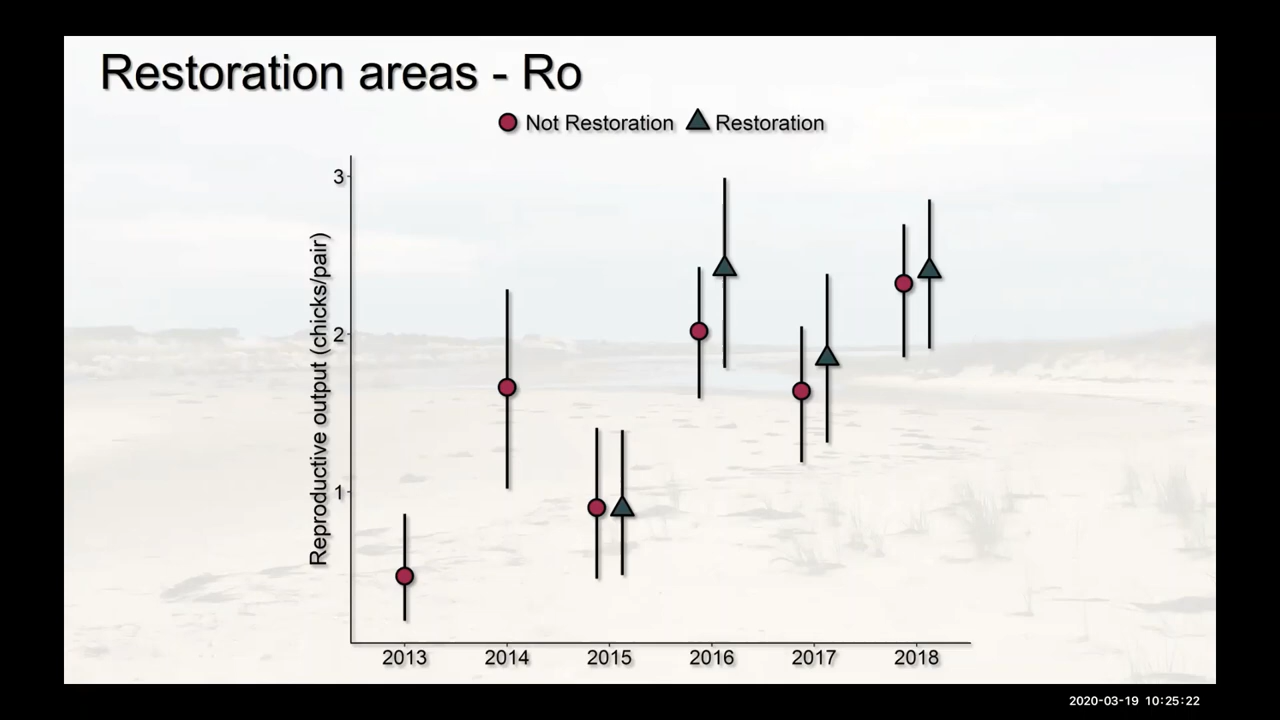 Restoration areas - Ro
Not Restoration Restoration
Reproductive output (chicks/pair)
3
2
1
2013 2014 2015 2016 2017 2018
2020-03-19 10:25:22